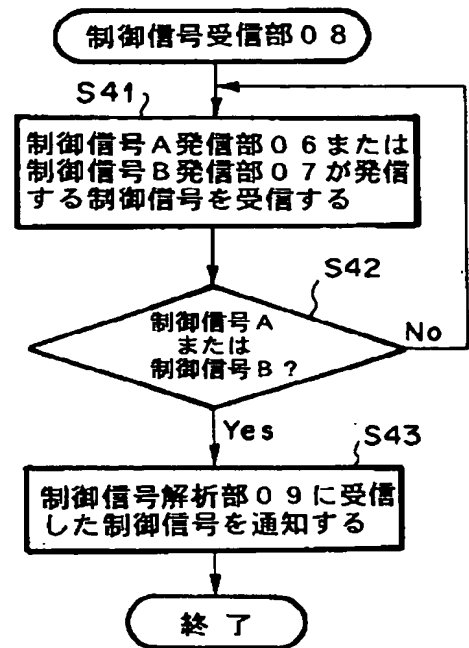 制御信号受信部08
S41
制御信号A発信部06または
制御信号B発信部07が発信
する制御信号を受信する
S42
制御信号A
または
制御信号B?
No
Yes
S43
制御信号解析部09に受信
した制御信号を通知する
終了